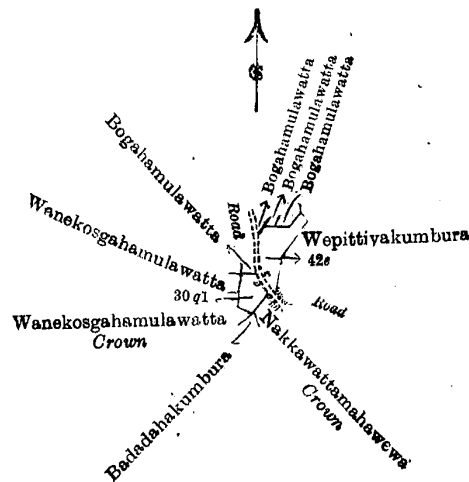 Bogahamulawatta
Bogahamulawatta
Bogahamulawatta
Bogahamulawatta
Road
Wanekosgahamulawatta
Wepittiyakumbura
42e
30 q1
Road
Wanekosgahamulawatta
Crown
Nakkawattamahawewa
Crown
Badadahakumbura